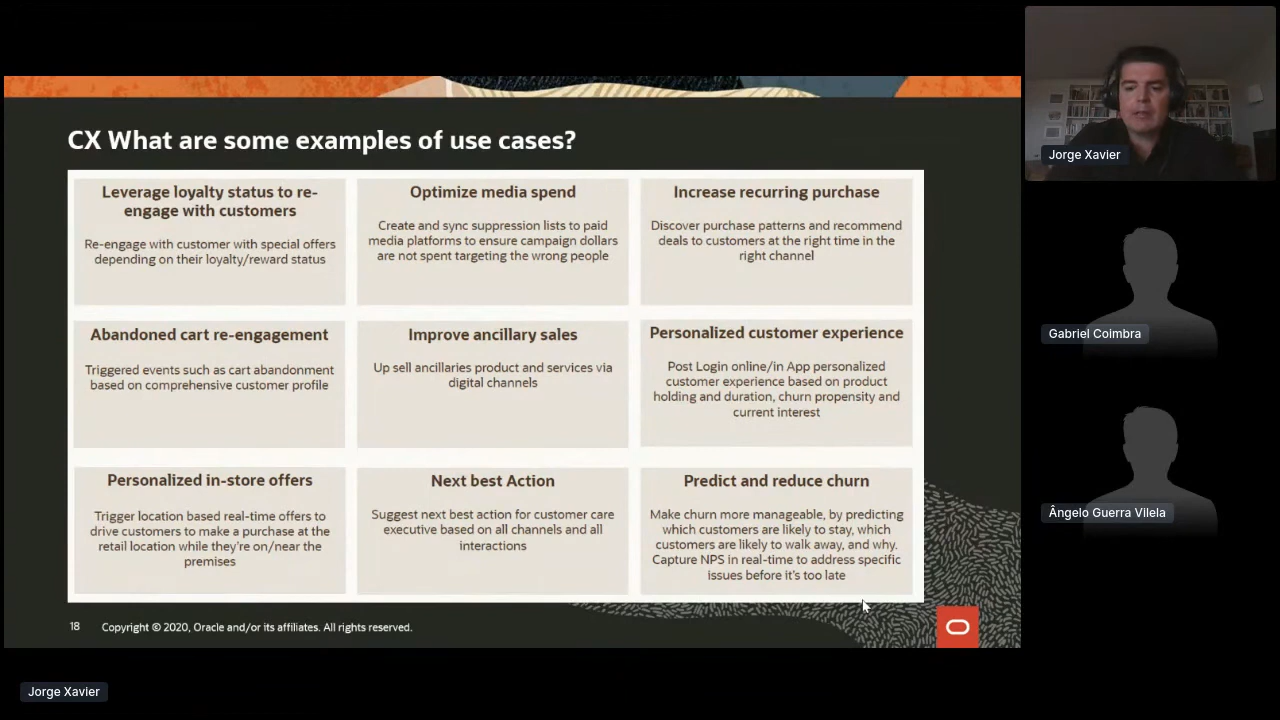 CX What are some examples of use cases?
Leverage loyalty status to re-
engage with customers
Re-engage with customer with special offers
depending on their loyalty/reward status
Optimize media spend
Create and sync suppression lists to paid
media platforms to ensure campaign dollars
are not spent targeting the wrong people
Increase recurring purchase
Discover purchase patterns and recommend
deals to customers at the right time in the
right channel
Abandoned cart re-engagement
Triggered events such as cart abandonment
based on comprehensive customer profile
Improve ancillary sales
Up sell ancillaries product and services via
digital channels
Personalized customer experience
Post Login online/in App personalized
customer experience based on product
holding and duration, churn propensity and
current interest
Personalized in-store offers
Trigger location based real-time offers to
drive customers to make a purchase at the
retail location while they're on/near the
premises
Next best Action
Suggest next best action for customer care
executive based on all channels and all
interactions
Predict and reduce churn
Make churn more manageable, by predicting
which customers are likely to stay, which
customers are likely to walk away, and why.
Capture NPS in real-time to address specific
issues before it's too late
18
Copyright © 2020, Oracle and/or its affiliates. All rights reserved.
Jorge Xavier
Gabriel Coimbra
Ângelo Guerra Vilela
Jorge Xavier